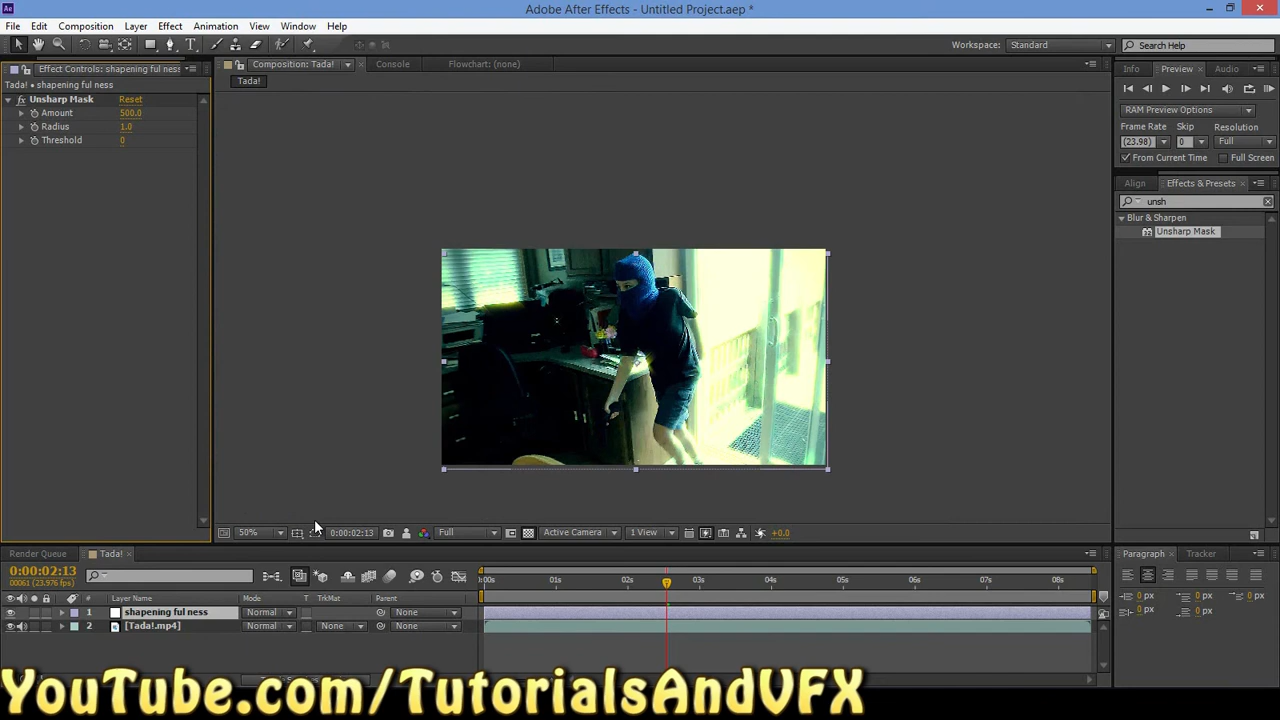 Adobe After Effects - Untitled Project.aep *
File Edit Composition Layer Effect Animation View Window Help
Workspace: Standard Search Help
Effect Controls: shapening ful ness
Composition: Tada! Console Flowchart: (none)
Info Preview Audio
Tada! • shapening ful ness
Tada!
Unsharp Mask Reset
Amount 500.0
Radius 1.0
Threshold 0
RAM Preview Options
Frame Rate Skip Resolution
(23.98) 0 Full
From Current Time Full Screen
Align Effects & Presets
unsh
Blur & Sharpen
Unsharp Mask
50% 0:00:02:13 Full Active Camera 1 View +0.0
Render Queue Tada!
Paragraph Tracker
0:00:02:13
00061 (23.976 fps)
:00s 01s 02s 03s 04s 05s 06s 07s 08s
# Layer Name Mode T TrkMat Parent
0 px 0 px 0 px
0 px 0 px
1 shapening ful ness Normal None
2 [Tada!.mp4] Normal None None
YouTube.com/TutorialsAndVFX